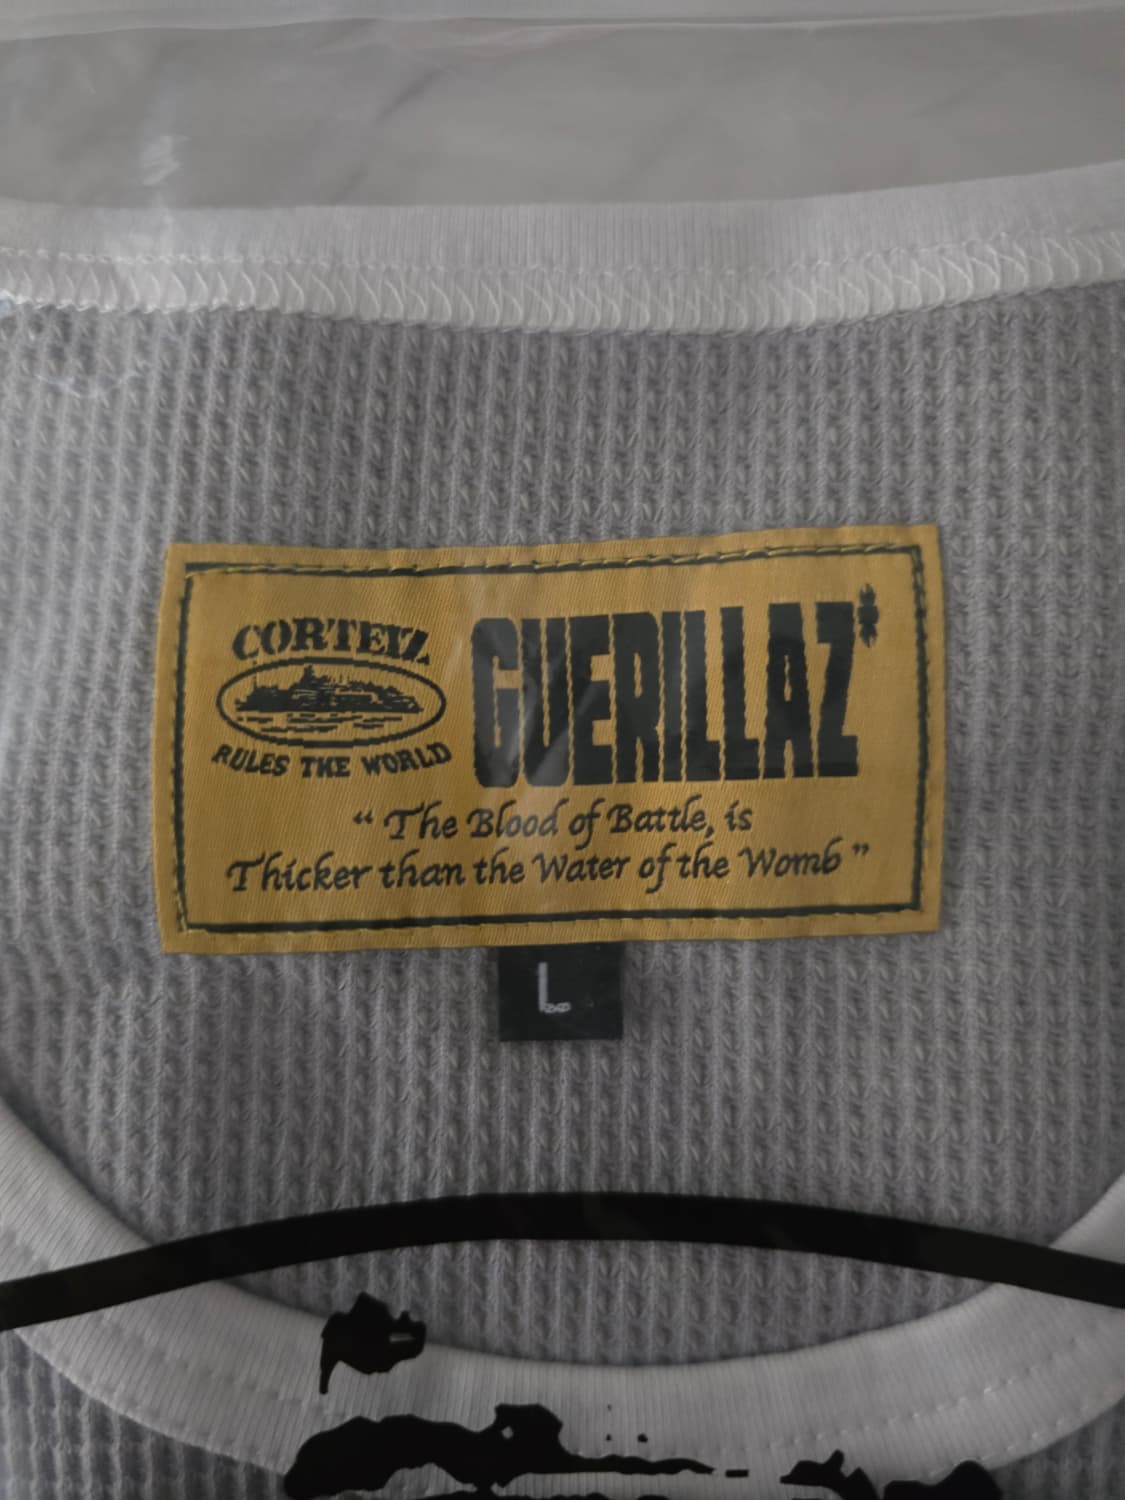 CORTEIZ
RULES THE WORLD
GUERILLAZ
“The Blood of Battle, is
Thicker than the Water of the Womb”
L